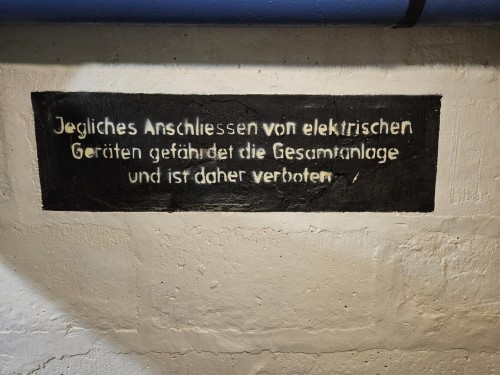 Jegliches Anschliessen von elektrischen
Geräten gefährdet die Gesamtanlage
und ist daher verboten